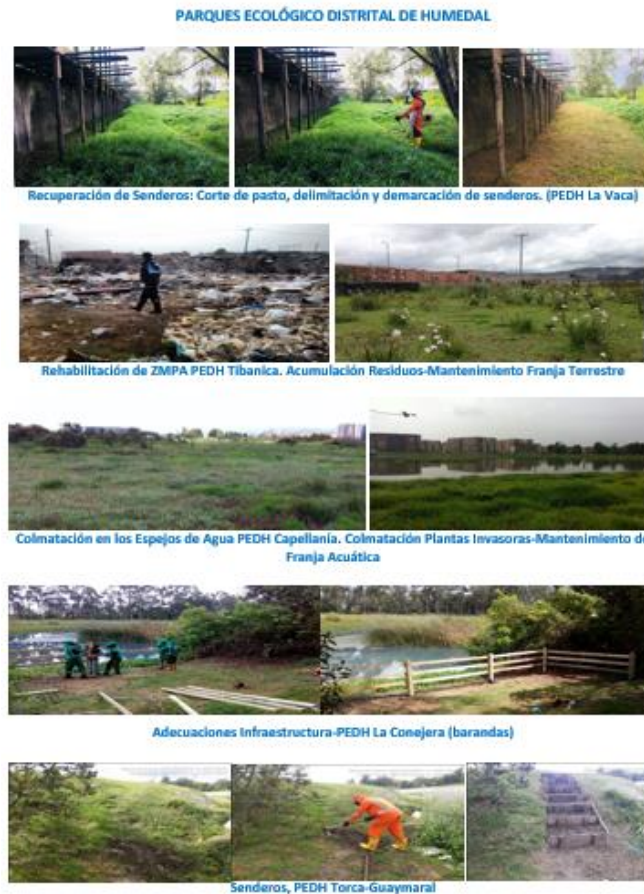 PARQUES ECOLÓGICO DISTRITAL DE HUMEDAL
Recuperación de Senderos: Corte de pasto, delimitación y demarcación de senderos. (PEDH La Vaca)
Rehabilitación de ZMPA PEDH Tibanica. Acumulación Residuos-Mantenimiento Franja Terrestre
Colmatación en los Espejos de Agua PEDH Capellanía. Colmatación Plantas Invasoras-Mantenimiento de
Franja Acuática
Adecuaciones Infraestructura-PEDH La Conejera (barandas)
Senderos, PEDH Torca-Guaymaral